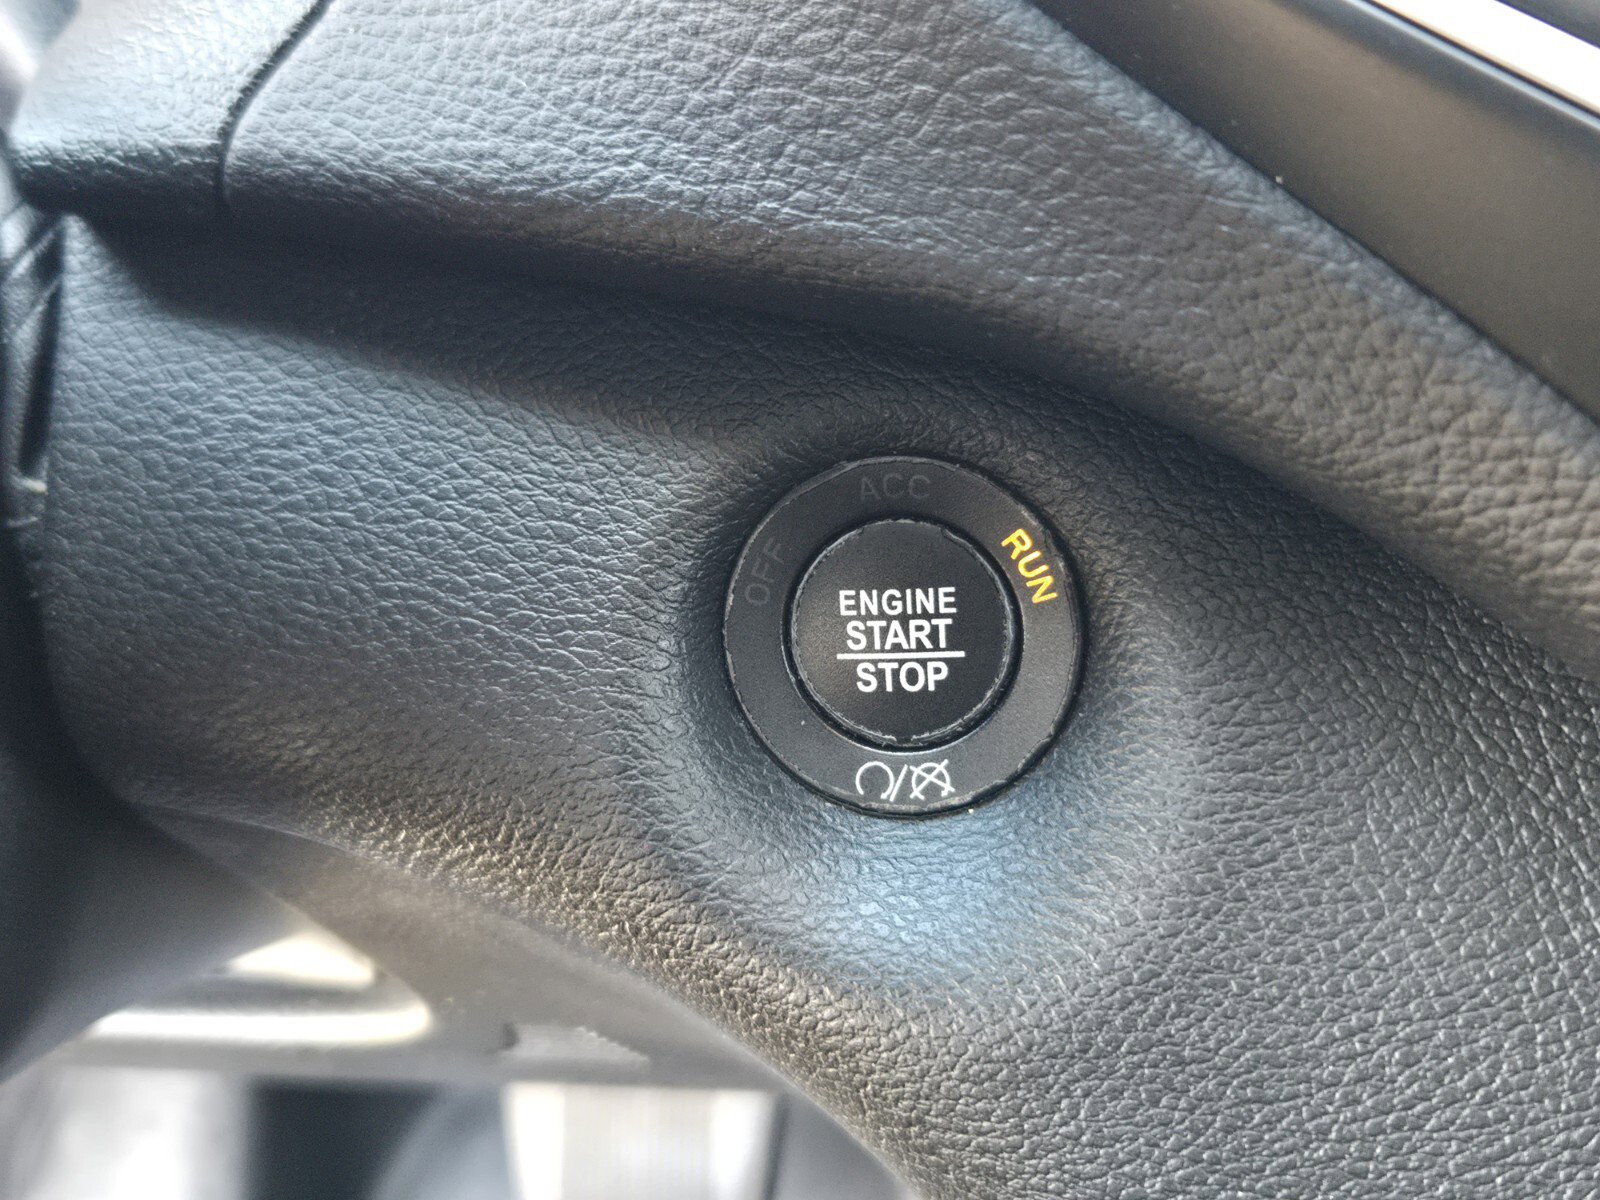 ACC
OFF
RUN
ENGINE
START
STOP